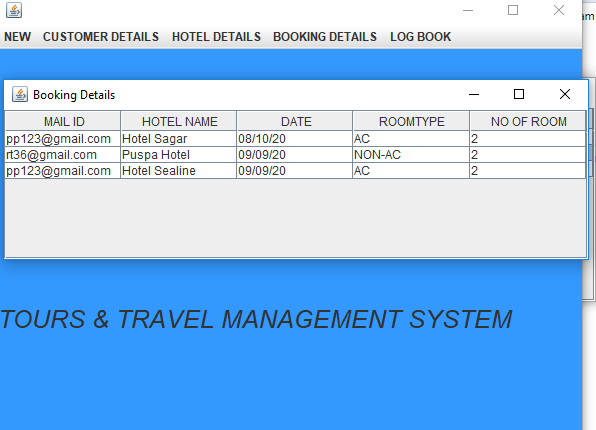 am
NEW CUSTOMER DETAILS HOTEL DETAILS BOOKING DETAILS LOG BOOK
Booking Details
MAIL ID HOTEL NAME DATE ROOMTYPE NO OF ROOM
pp123@gmail.com Hotel Sagar 08/10/20 AC 2
rt36@gmail.com Puspa Hotel 09/09/20 NON-AC 2
pp123@gmail.com Hotel Sealine 09/09/20 AC 2
TOURS & TRAVEL MANAGEMENT SYSTEM